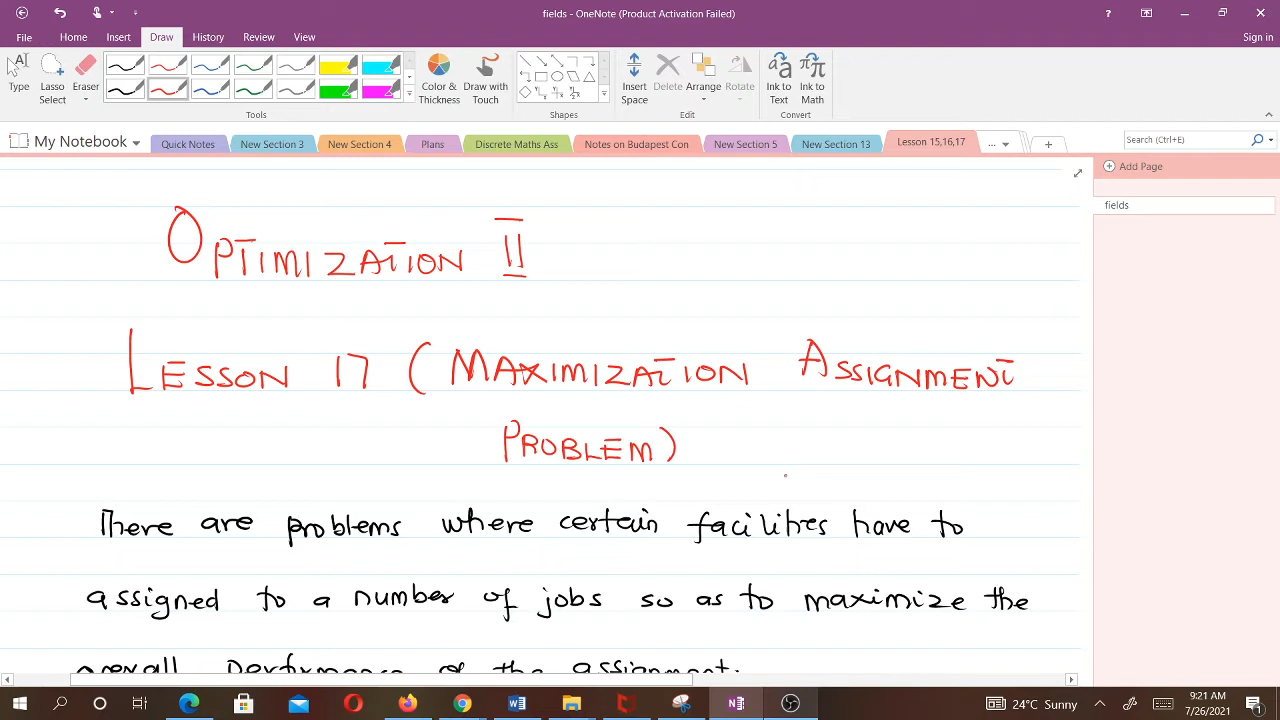 fields - OneNote (Product Activation Failed)
File Home Insert Draw History Review View
Sign in
Type Lasso Select Eraser
Color & Thickness Draw with Touch
Insert Space Delete Arrange Rotate
Ink to Text Ink to Math
Tools Shapes Edit Convert
My Notebook Quick Notes New Section 3 New Section 4 Plans Discrete Maths Ass Notes on Budapest Con New Section 5 New Section 13 Lesson 15,16,17 ...
Search (Ctrl+E)
Add Page
fields
OPTIMIZATION II
LESSON 17 (MAXIMIZATION ASSIGNMENT
PROBLEM)
There are problems where certain facilities have to
assigned to a number of jobs so as to maximize the
overall performance of the assignment.
24°C Sunny
9:21 AM
7/26/2021